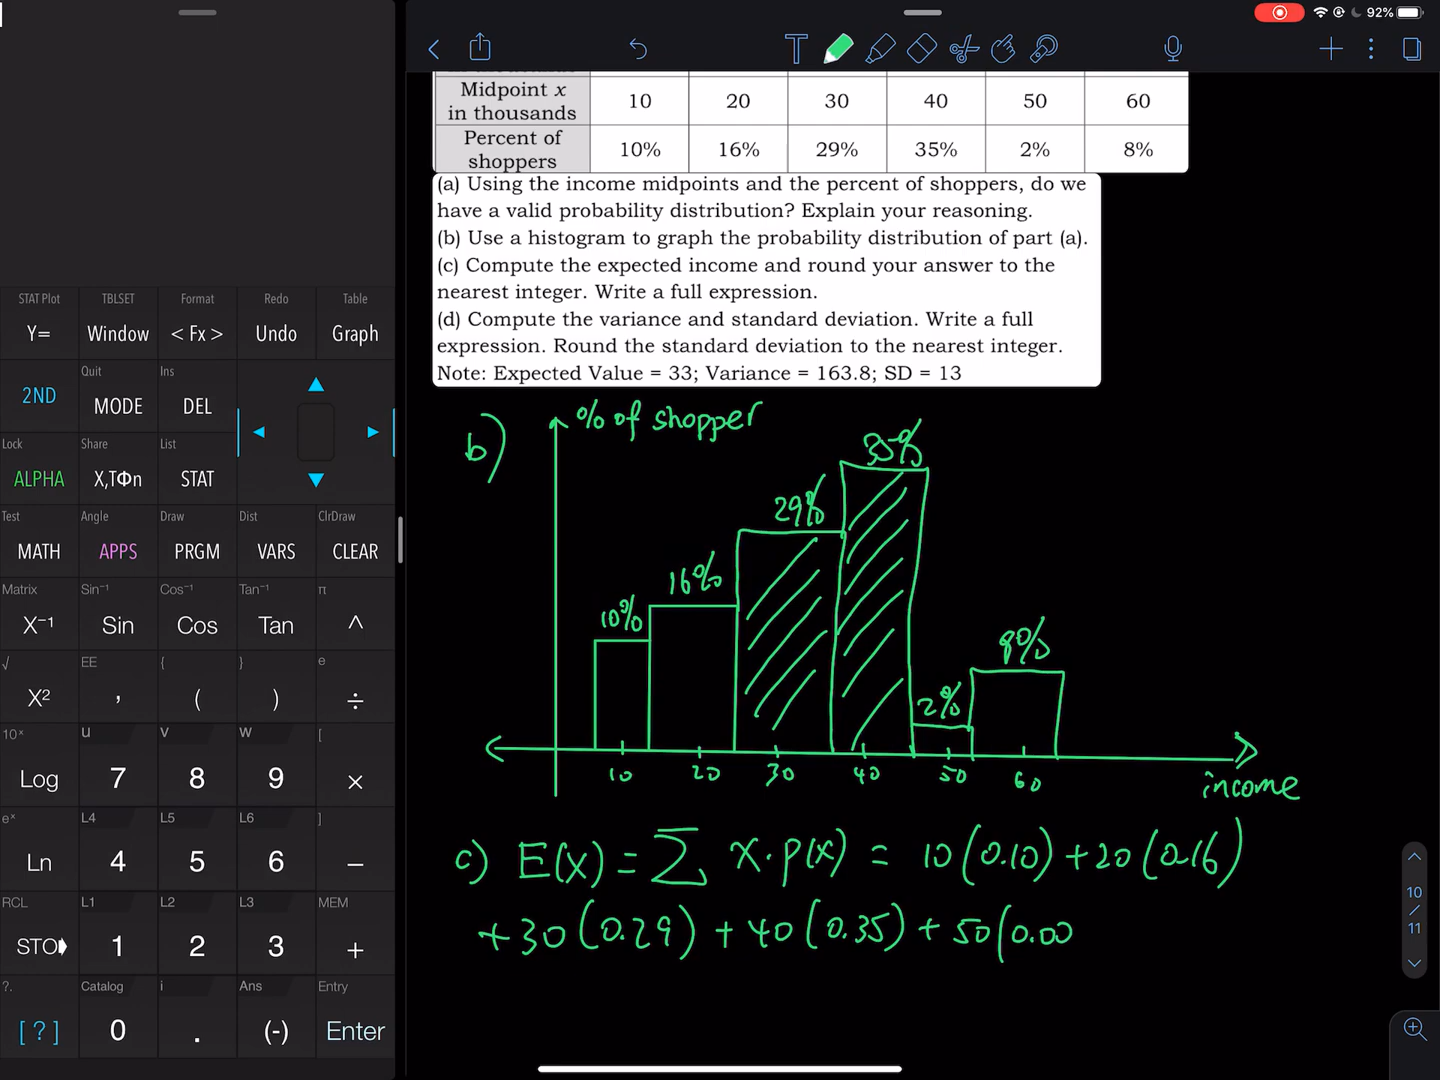 92%
STAT Plot TBLSET Format Redo Table
Y= Window < Fx > Undo Graph
Quit Ins
2ND MODE DEL
Lock Share List
ALPHA X,TΦn STAT
Test Angle Draw Dist ClrDraw
MATH APPS PRGM VARS CLEAR
Matrix Sin⁻¹ Cos⁻¹ Tan⁻¹ π
X⁻¹ Sin Cos Tan ^
√ EE { } e
X² , ( ) ÷
10ˣ u v w [
Log 7 8 9 ×
eˣ L4 L5 L6 ]
Ln 4 5 6 −
RCL L1 L2 L3 MEM
STO 1 2 3 +
?. Catalog i Ans Entry
[ ? ] 0 . (-) Enter
Midpoint x in thousands 10 20 30 40 50 60
Percent of shoppers 10% 16% 29% 35% 2% 8%
(a) Using the income midpoints and the percent of shoppers, do we
have a valid probability distribution? Explain your reasoning.
(b) Use a histogram to graph the probability distribution of part (a).
(c) Compute the expected income and round your answer to the
nearest integer. Write a full expression.
(d) Compute the variance and standard deviation. Write a full
expression. Round the standard deviation to the nearest integer.
Note: Expected Value = 33; Variance = 163.8; SD = 13
b) % of shopper
10% 16% 29% 35% 2% 8%
10 20 30 40 50 60
income
c) E(x) = Σ x·p(x) = 10(0.10) + 20(0.16)
+30(0.29) + 40(0.35) + 50(0.00
10
/
11